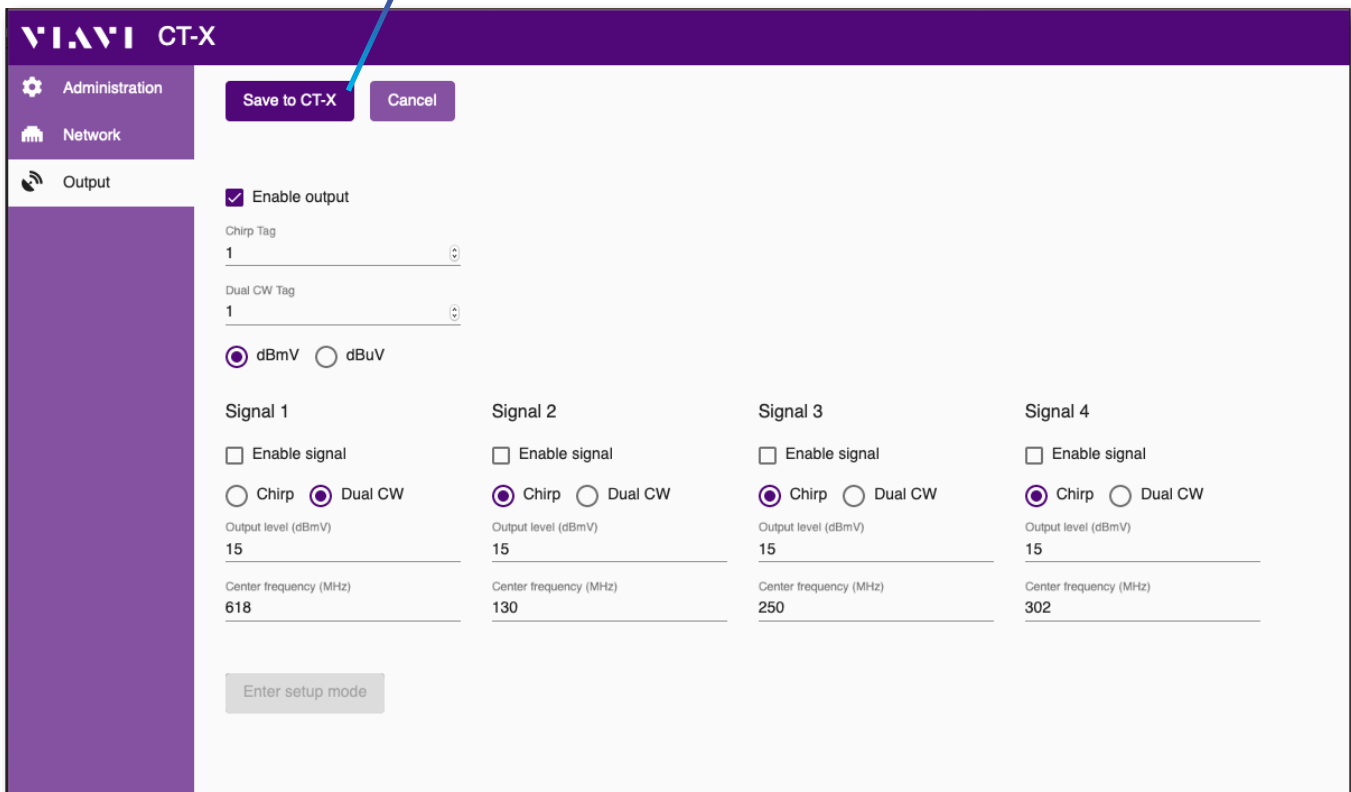 VIAVI CT-X
Administration
Network
Output
Save to CT-X Cancel
Enable output
Chirp Tag
1
Dual CW Tag
1
dBmV dBuV
Signal 1 Signal 2 Signal 3 Signal 4
Enable signal Enable signal Enable signal Enable signal
Chirp Dual CW Chirp Dual CW Chirp Dual CW Chirp Dual CW
Output level (dBmV) Output level (dBmV) Output level (dBmV) Output level (dBmV)
15 15 15 15
Center frequency (MHz) Center frequency (MHz) Center frequency (MHz) Center frequency (MHz)
618 130 250 302
Enter setup mode